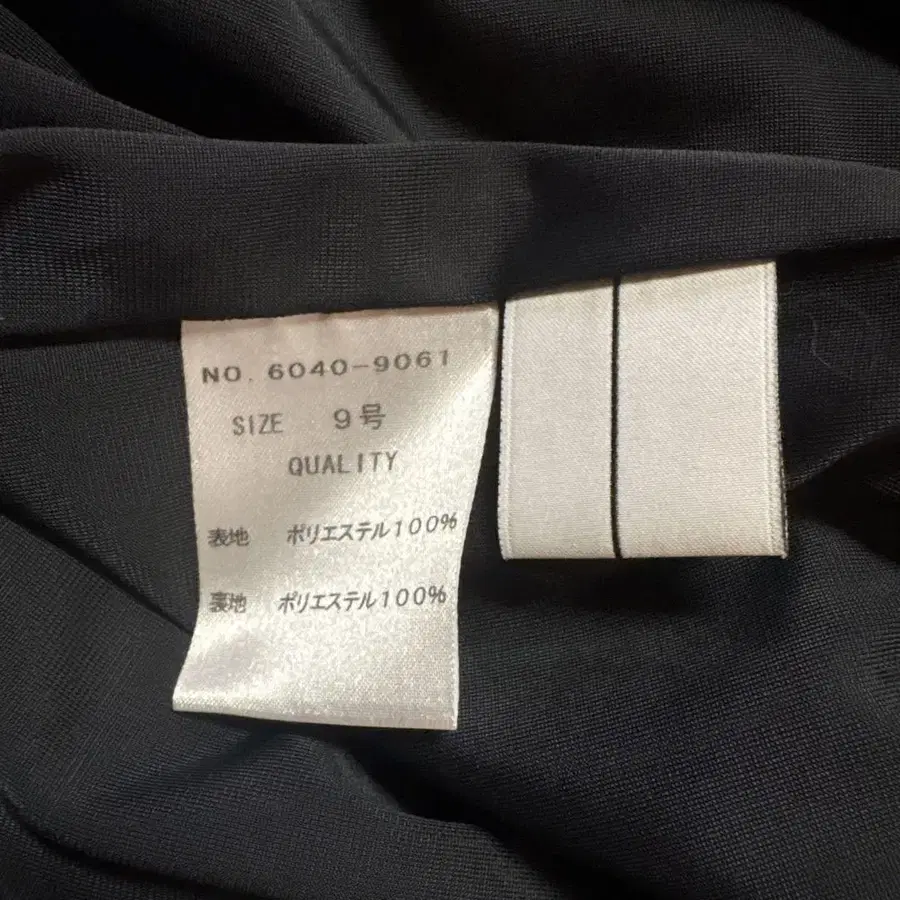 NO. 6040-9061
SIZE 9号
QUALITY
表地 ポリエステル100%
裏地 ポリエステル100%